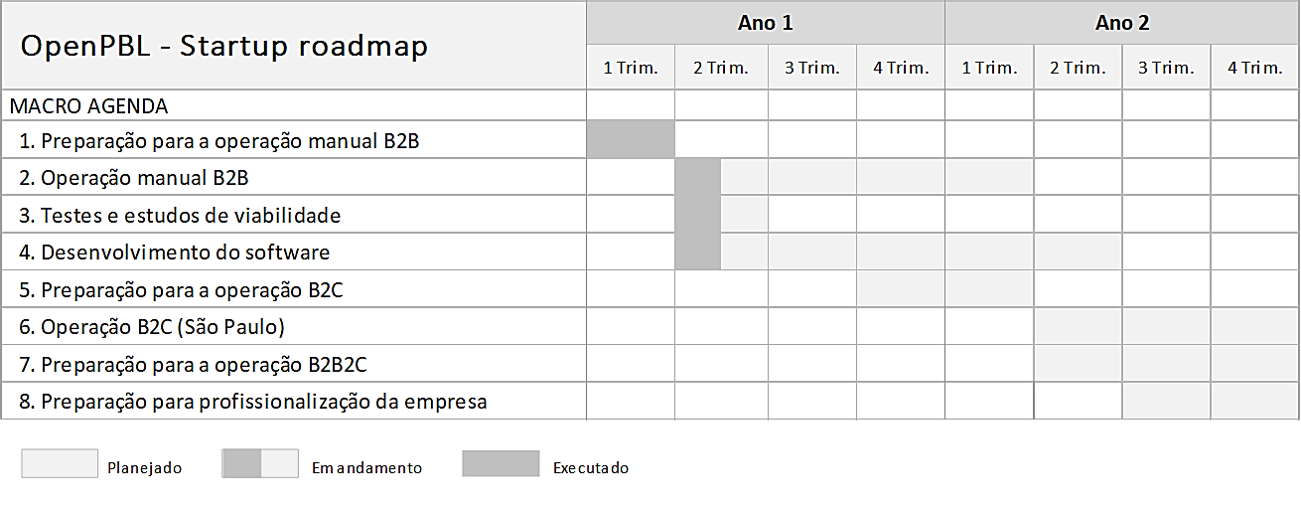 OpenPBL - Startup roadmap
Ano 1 Ano 2
1 Trim. 2 Trim. 3 Trim. 4 Trim. 1 Trim. 2 Trim. 3 Trim. 4 Trim.
MACRO AGENDA
1. Preparação para a operação manual B2B
2. Operação manual B2B
3. Testes e estudos de viabilidade
4. Desenvolvimento do software
5. Preparação para a operação B2C
6. Operação B2C (São Paulo)
7. Preparação para a operação B2B2C
8. Preparação para profissionalização da empresa
Planejado Em andamento Executado